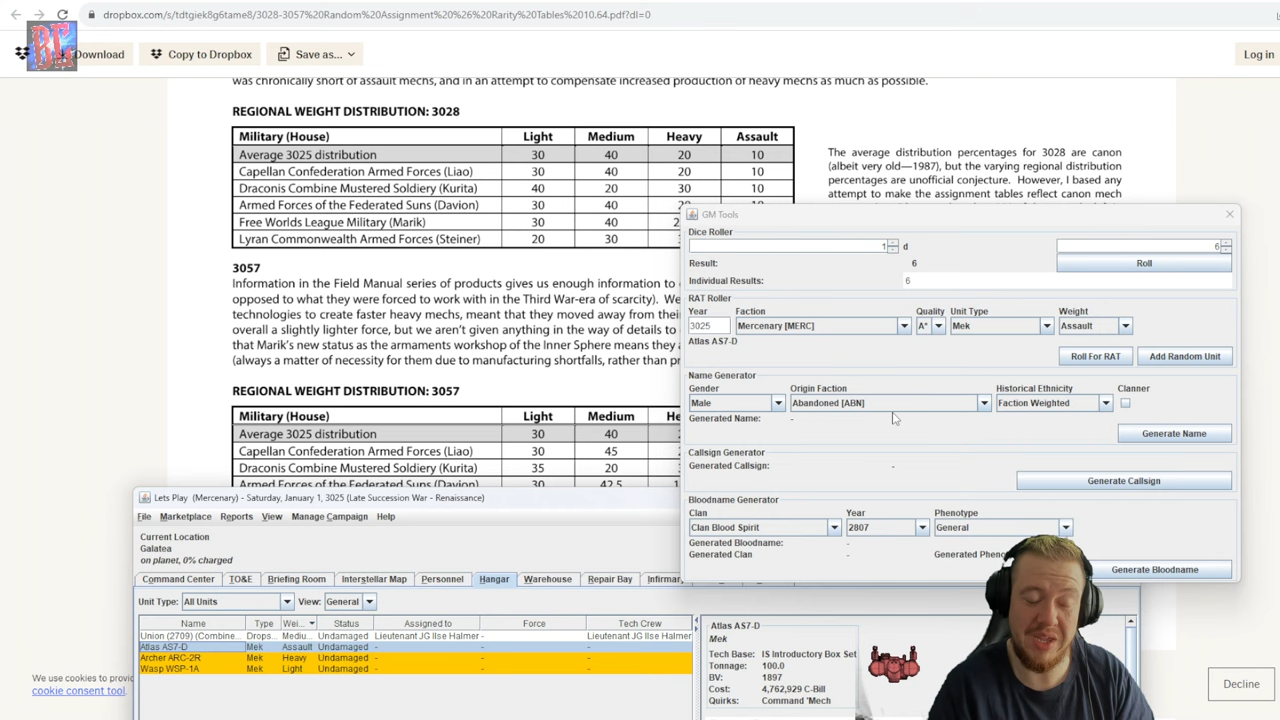 dropbox.com/s/tdtgiek8g6tame8/3028-3057%20Random%20Assignment%20%26%20Rarity%20Tables%2010.64.pdf?dl=0
BC
Download
Copy to Dropbox
Save as...
Log in
was chronically short of assault mechs, and in an attempt to compensate increased production of heavy mechs as much as possible.
REGIONAL WEIGHT DISTRIBUTION: 3028
Military (House) Light Medium Heavy Assault
Average 3025 distribution 30 40 20 10
Capellan Confederation Armed Forces (Liao) 30 40 20 10
Draconis Combine Mustered Soldiery (Kurita) 40 20 30 10
Armed Forces of the Federated Suns (Davion) 30 40
Free Worlds League Military (Marik) 30 40
Lyran Commonwealth Armed Forces (Steiner) 20 30
The average distribution percentages for 3028 are canon
(albeit very old—1987), but the varying regional distribution
percentages are unofficial conjecture. However, I based any
attempt to make the assignment tables reflect canon mech
3057
Information in the Field Manual series of products gives us enough information to
opposed to what they were forced to work with in the Third War-era of scarcity). We
technologies to create faster heavy mechs, meant that they moved away from their
overall a slightly lighter force, but we aren't given anything in the way of details to
that Marik's new status as the armaments workshop of the Inner Sphere means they
(always a matter of necessity for them due to manufacturing shortfalls, rather than
REGIONAL WEIGHT DISTRIBUTION: 3057
Military (House) Light Medium
Average 3025 distribution 30 40
Capellan Confederation Armed Forces (Liao) 30 45
Draconis Combine Mustered Soldiery (Kurita) 35 20
Armed Forces of the Federated Suns (Davion) 30 42.5
GM Tools
Dice Roller
1 d 6
Result: 6
Roll
Individual Results: 6
RAT Roller
Year Faction Quality Unit Type Weight
3025 Mercenary [MERC] A* Mek Assault
Atlas AS7-D
Roll For RAT Add Random Unit
Name Generator
Gender Origin Faction Historical Ethnicity Clanner
Male Abandoned [ABN] Faction Weighted
Generated Name: -
Generate Name
Callsign Generator
Generated Callsign: -
Generate Callsign
Bloodname Generator
Clan Year Phenotype
Clan Blood Spirit 2807 General
Generated Bloodname: -
Generated Clan -
Generate Bloodname
Lets Play (Mercenary) - Saturday, January 1, 3025 (Late Succession War - Renaissance)
File Marketplace Reports View Manage Campaign Help
Current Location
Galatea
on planet, 0% charged
Command Center TO&E Briefing Room Interstellar Map Personnel Hangar Warehouse Repair Bay
Unit Type: All Units View: General
Name Type Wei... Status Assigned to Force Tech Crew
Union (2709) (Combine... Drops... Mediu... Undamaged Lieutenant JG Ilse Halmer - Lieutenant JG Ilse Halmer
Atlas AS7-D Mek Assault Undamaged - - -
Archer ARC-2R Mek Heavy Undamaged - - -
Wasp WSP-1A Mek Light Undamaged - - -
Atlas AS7-D
Mek
Tech Base: IS Introductory Box Set
Tonnage: 100.0
BV: 1897
Cost: 4,762,929 C-Bill
Quirks: Command 'Mech
We use cookies to
cookie consent tool.
Decline